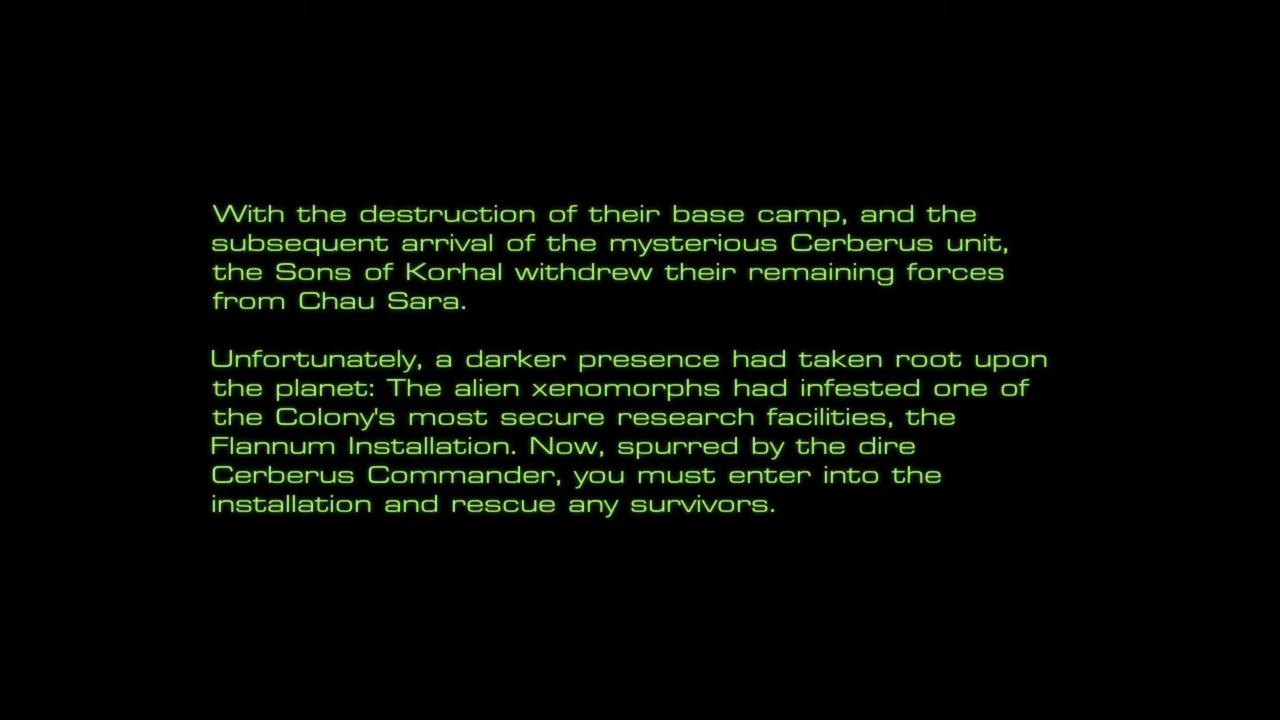 With the destruction of their base camp, and the
subsequent arrival of the mysterious Cerberus unit,
the Sons of Korhal withdrew their remaining forces
from Chau Sara.
Unfortunately, a darker presence had taken root upon
the planet: The alien xenomorphs had infested one of
the Colony's most secure research facilities, the
Flannum Installation. Now, spurred by the dire
Cerberus Commander, you must enter into the
installation and rescue any survivors.